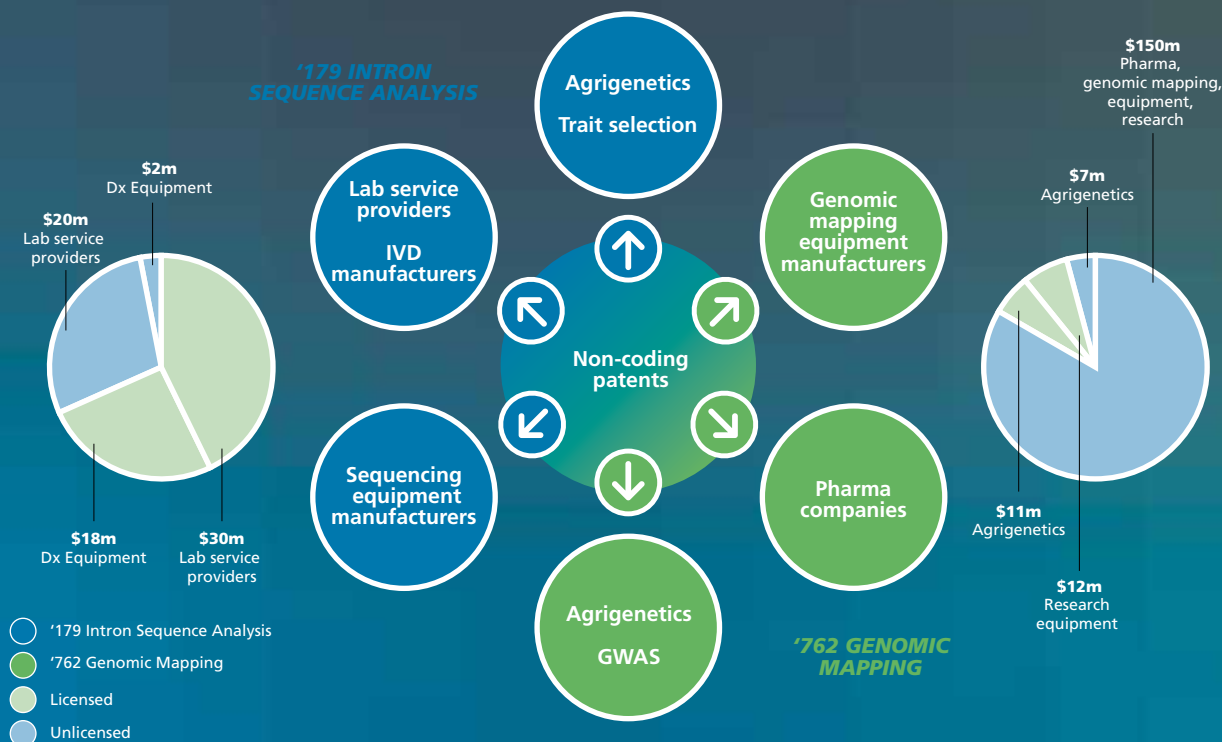 ’179 INTRON
SEQUENCE ANALYSIS
$2m
Dx Equipment
$20m
Lab service
providers
$18m
Dx Equipment
$30m
Lab service
providers
Agrigenetics
Trait selection
Lab service
providers
IVD
manufacturers
Genomic
mapping
equipment
manufacturers
Non-coding
patents
Sequencing
equipment
manufacturers
Pharma
companies
Agrigenetics
GWAS
$150m
Pharma,
genomic mapping,
equipment,
research
$7m
Agrigenetics
$11m
Agrigenetics
$12m
Research
equipment
’762 GENOMIC
MAPPING
’179 Intron Sequence Analysis
’762 Genomic Mapping
Licensed
Unlicensed